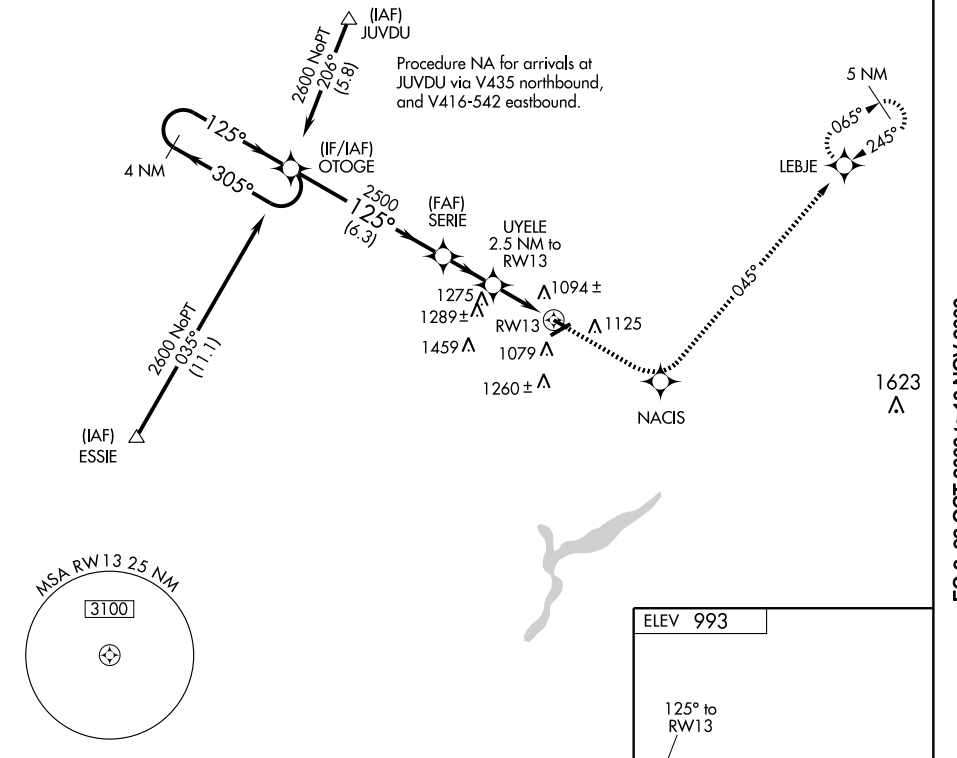 (IAF)
JUVDU
2600 NoPT
206°
(5.8)
Procedure NA for arrivals at
JUVDU via V435 northbound,
and V416-542 eastbound.
5 NM
065°
245°
LEBJE
125°
305°
4 NM
(IF/IAF)
OTOGE
2500
125°
(6.3)
(FAF)
SERIE
UYELE
2.5 NM to
RW13
1275
1289±
1459
1094±
RW13
1125
1079
1260±
045°
NACIS
1623
2600 NoPT
035°
(11.1)
(IAF)
ESSIE
MSA RW13 25 NM
3100
ELEV 993
125° to
RW13